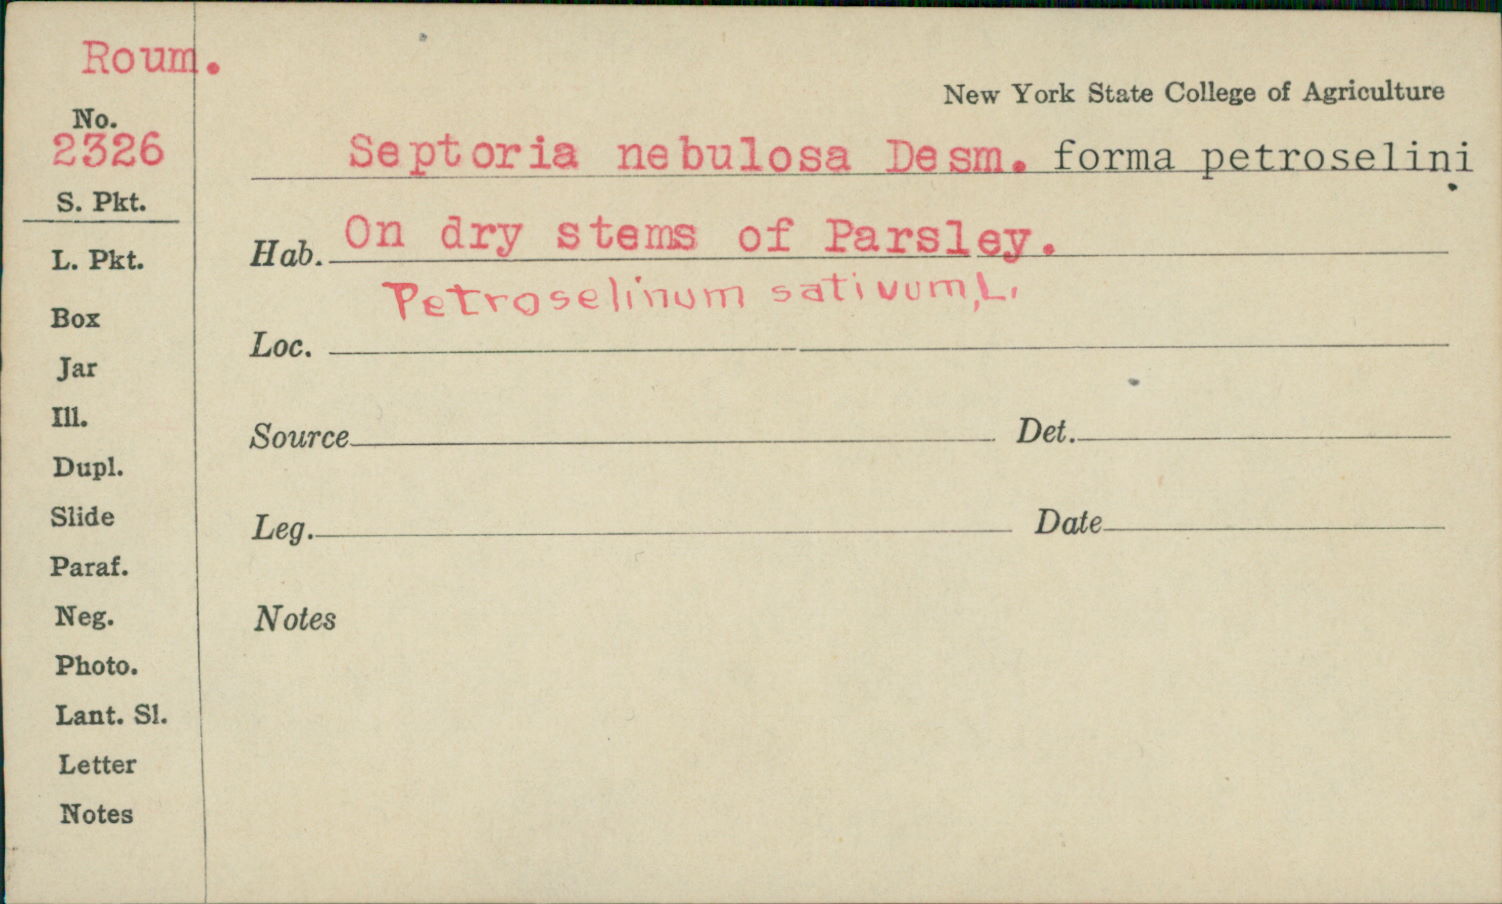 Roum.
New York State College of Agriculture
No.
2326
Septoria nebulosa Desm. forma petroselini
S. Pkt.
Hab. On dry stems of Parsley.
L. Pkt.
Petroselinum sativum, L.
Box
Loc.
Jar
Ill.
Source Det.
Dupl.
Slide
Leg. Date
Paraf.
Neg.
Notes
Photo.
Lant. Sl.
Letter
Notes